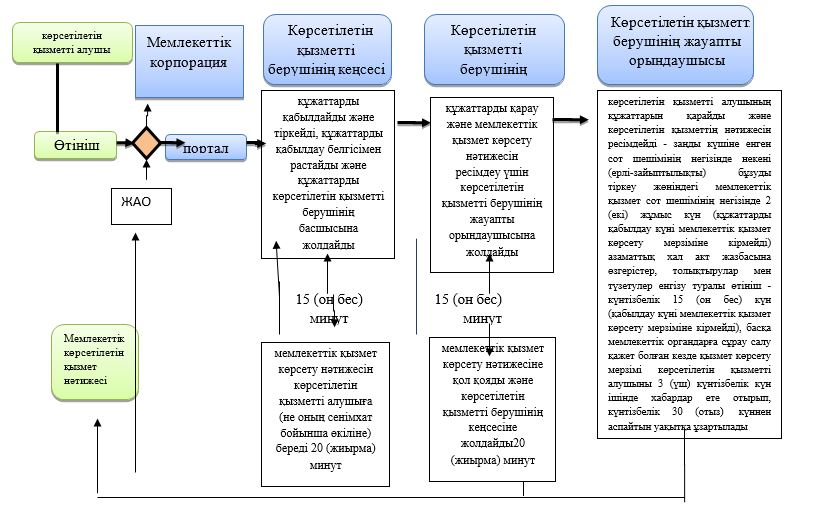 көрсетілетін
қызметті алушы
Өтініш
Мемлекеттік
корпорация
портал
ЖАО
Мемлекеттік
көрсетілетін
қызмет
нәтижесі
Көрсетілетін
қызметті
берушінің кеңсесі
құжаттарды
қабылдайды және
тіркейді, құжаттарды
қабылдау белгісімен
растайды және
құжаттарды
көрсетілетін қызметті
берушінің
басшысына
жолдайды
15 (он бес)
минут
мемлекеттік қызмет
көрсету нәтижесін
көрсетілетін
қызметті алушыға
(не оның сенімхат
бойынша өкіліне)
береді 20 (жиырма)
минут
Көрсетілетін
қызметті
берушінің
құжаттарды қарау
және мемлекеттік
қызмет көрсету
нәтижесін
ресімдеу үшін
көрсетілетін
қызметті берушінің
жауапты
орындаушысына
жолдайды
15 (он бес)
минут
мемлекеттік қызмет
көрсету нәтижесіне
қол қояды және
көрсетілетін
қызметті берушінің
кеңсесіне
жолдайды20
(жиырма) минут
Көрсетілетін қызметт
берушінің жауапты
орындаушысы
көрсетілетін қызметті алушының
құжаттарын қарайды және
көрсетілетін қызметтің нәтижесін
ресімдейді - заңды күшіне енген
сот шешімінің негізінде некені
(ерлі-зайыптылықты) бұзуды
тіркеу жөніндегі мемлекеттік
қызмет сот шешімінің негізінде 2
(екі) жұмыс күн (құжаттарды
қабылдау күні мемлекеттік қызмет
көрсету мерзіміне кірмейді)
азаматтық хал акт жазбасына
өзгерістер, толықтырулар мен
түзетулер енгізу туралы өтініш -
күнтізбелік 15 (он бес) күн
(қабылдау күні мемлекеттік қызмет
көрсету мерзіміне кірмейді), басқа
мемлекеттік органдарға сұрау салу
қажет болған кезде қызмет көрсету
мерзімі көрсетілетін қызметті
алушыны 3 (үш) күнтізбелік күн
ішінде хабардар ете отырып,
күнтізбелік 30 (отыз) күннен
аспайтын уақытқа ұзартылады